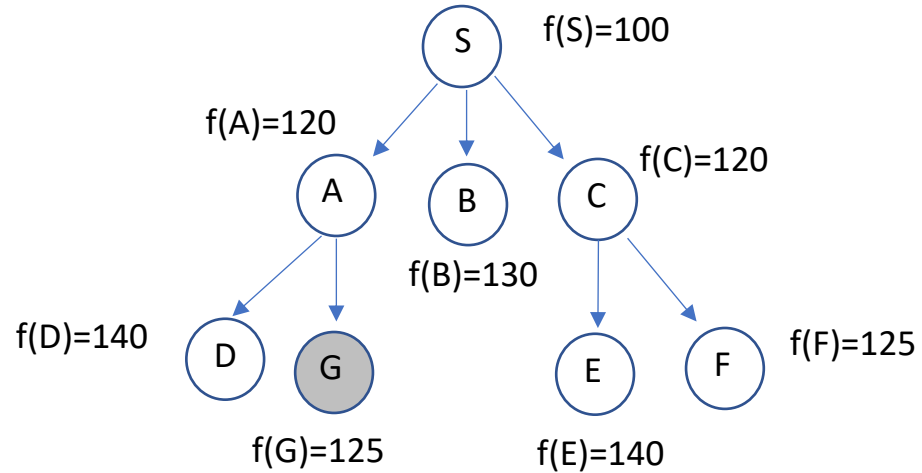 S
f(S)=100
f(A)=120
f(C)=120
A
B
C
f(B)=130
f(D)=140
D
G
E
F
f(F)=125
f(G)=125
f(E)=140